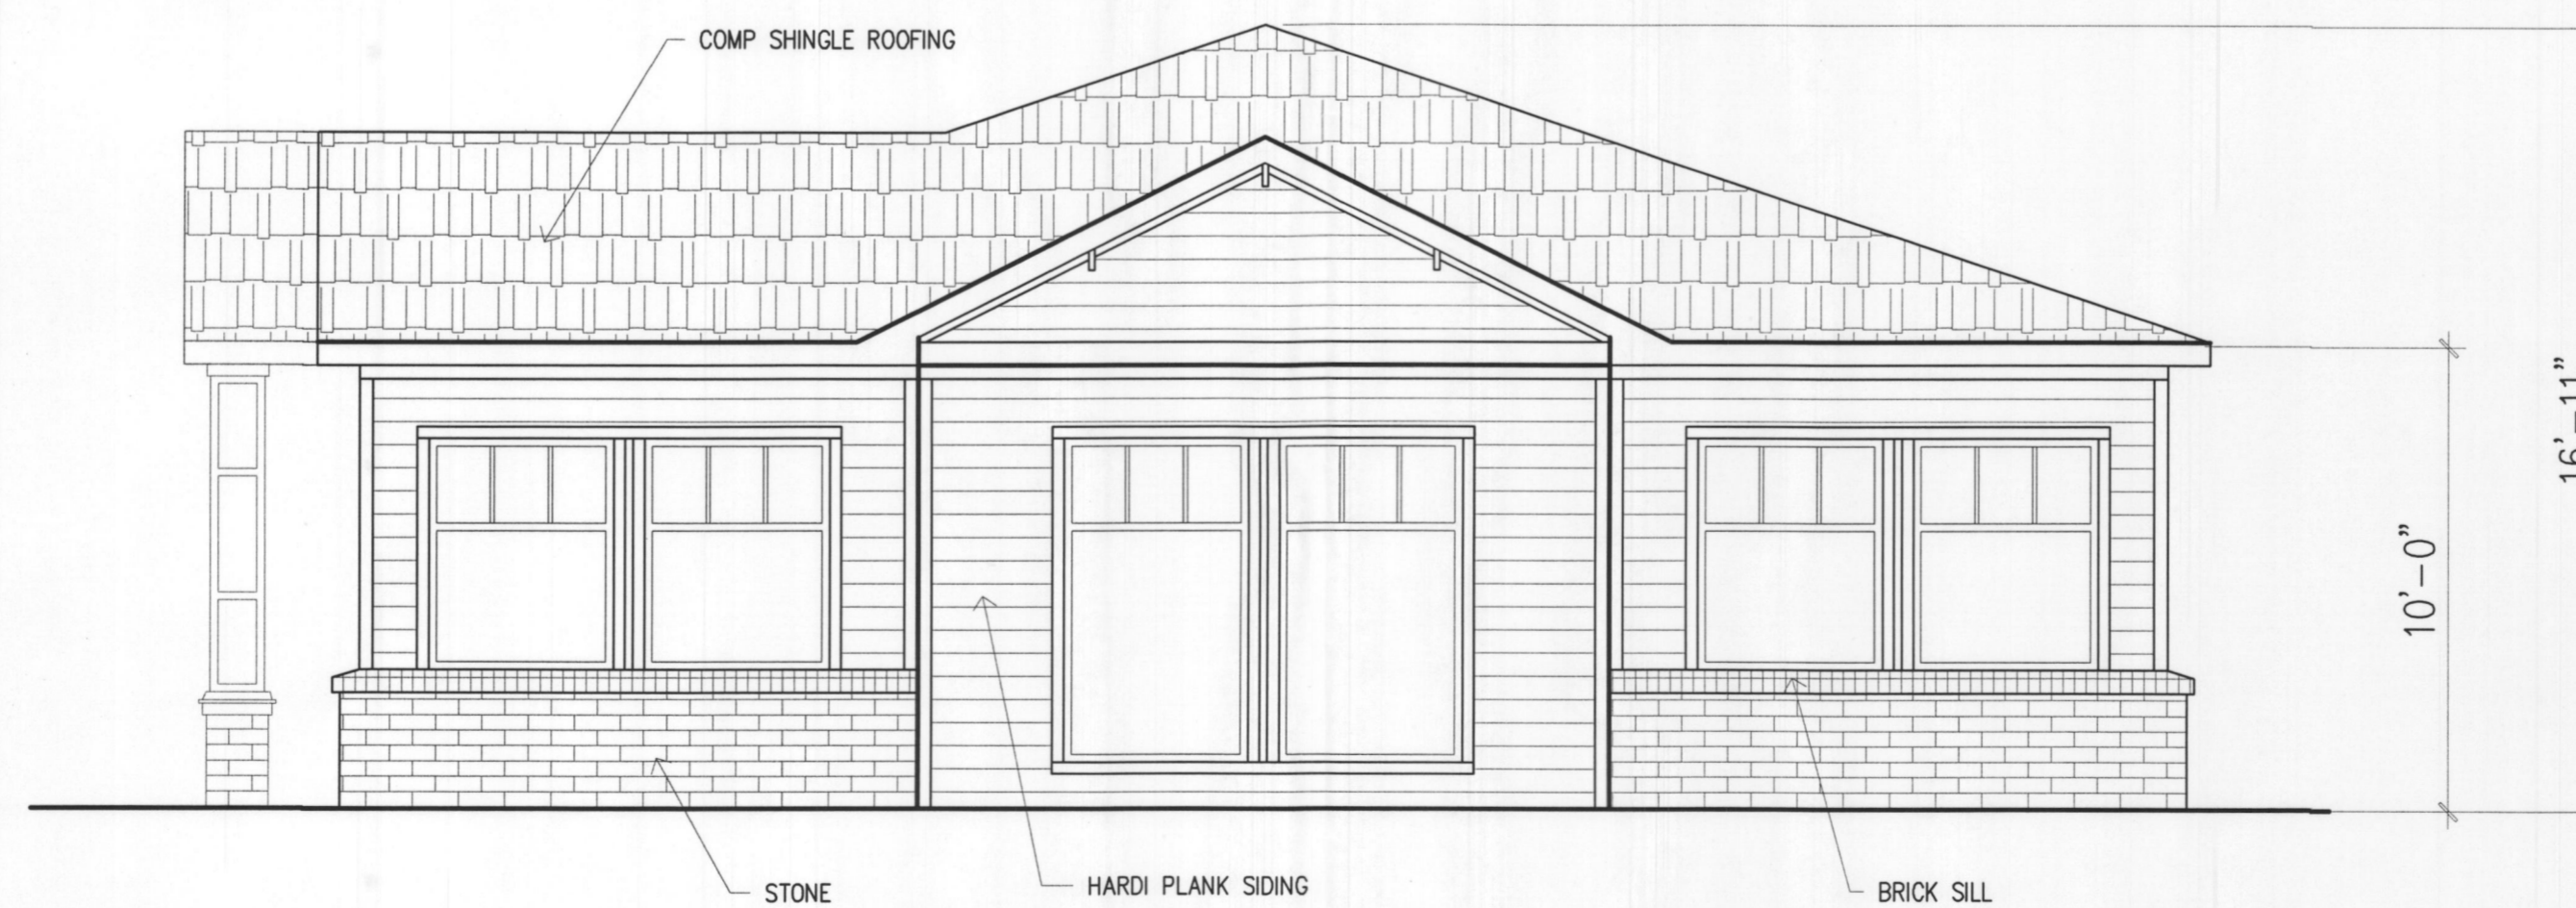 COMP SHINGLE ROOFING
16'-11"
10'-0"
STONE
HARDI PLANK SIDING
BRICK SILL